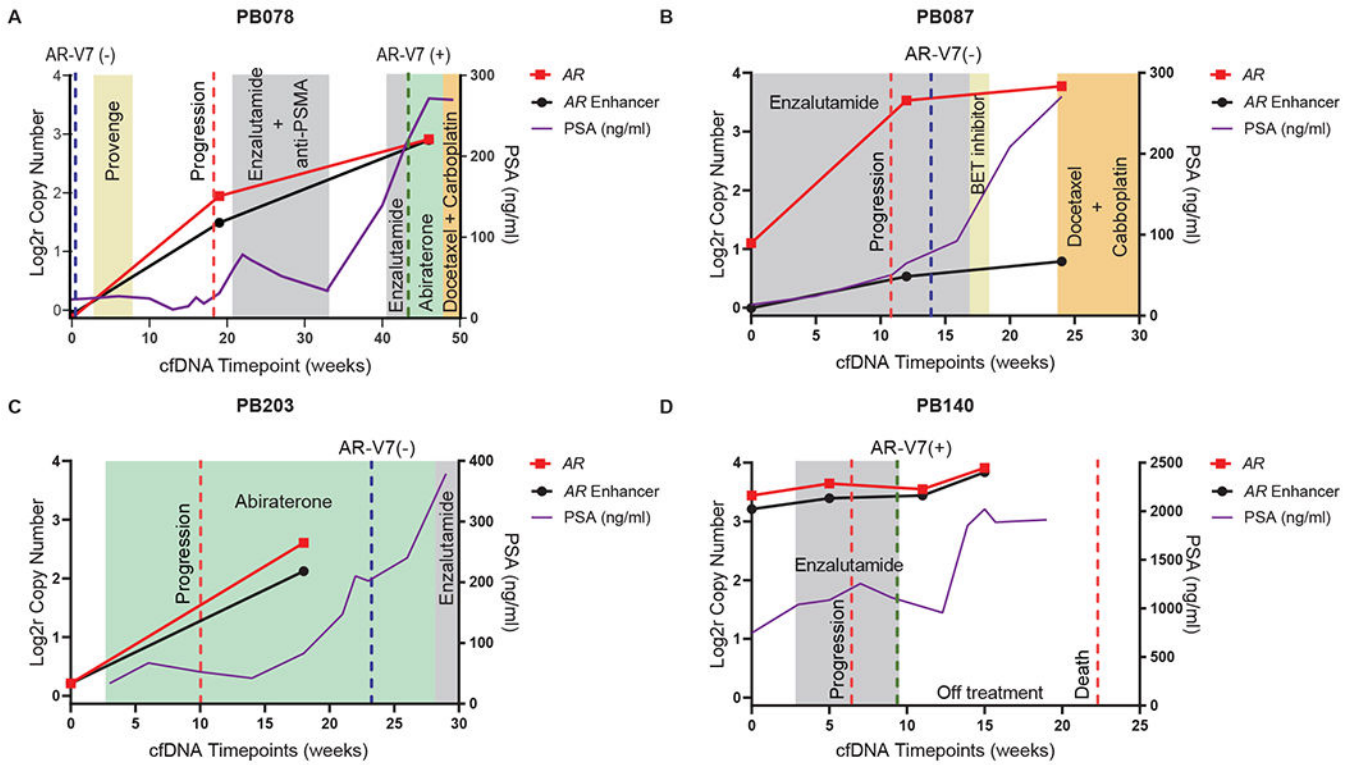 A
PB078
AR-V7 (-)
AR-V7 (+)
4
3
2
1
0
Log2r Copy Number
Provenge
Progression
Enzalutamide
+
anti-PSMA
Enzalutamide
Abiraterone
Docetaxel + Carboplatin
300
200
100
0
PSA (ng/ml)
0 10 20 30 40 50
cfDNA Timepoint (weeks)
AR
AR Enhancer
PSA (ng/ml)
B
PB087
AR-V7(-)
4
3
2
1
0
Log2r Copy Number
Enzalutamide
Progression
BET inhibitor
Docetaxel
+
Cabboplatin
300
200
100
0
PSA (ng/ml)
0 5 10 15 20 25 30
cfDNA Timepoints (weeks)
AR
AR Enhancer
PSA (ng/ml)
C
PB203
AR-V7(-)
4
3
2
1
0
Log2r Copy Number
Progression
Abiraterone
Enzalutamide
400
300
200
100
0
PSA (ng/ml)
0 5 10 15 20 25 30
cfDNA Timepoints (weeks)
AR
AR Enhancer
PSA (ng/ml)
D
PB140
AR-V7(+)
4
3
2
1
0
Log2r Copy Number
Enzalutamide
Progression
Off treatment
Death
2500
2000
1500
1000
500
0
PSA (ng/ml)
0 5 10 15 20 25
cfDNA Timepoints (weeks)
AR
AR Enhancer
PSA (ng/ml)